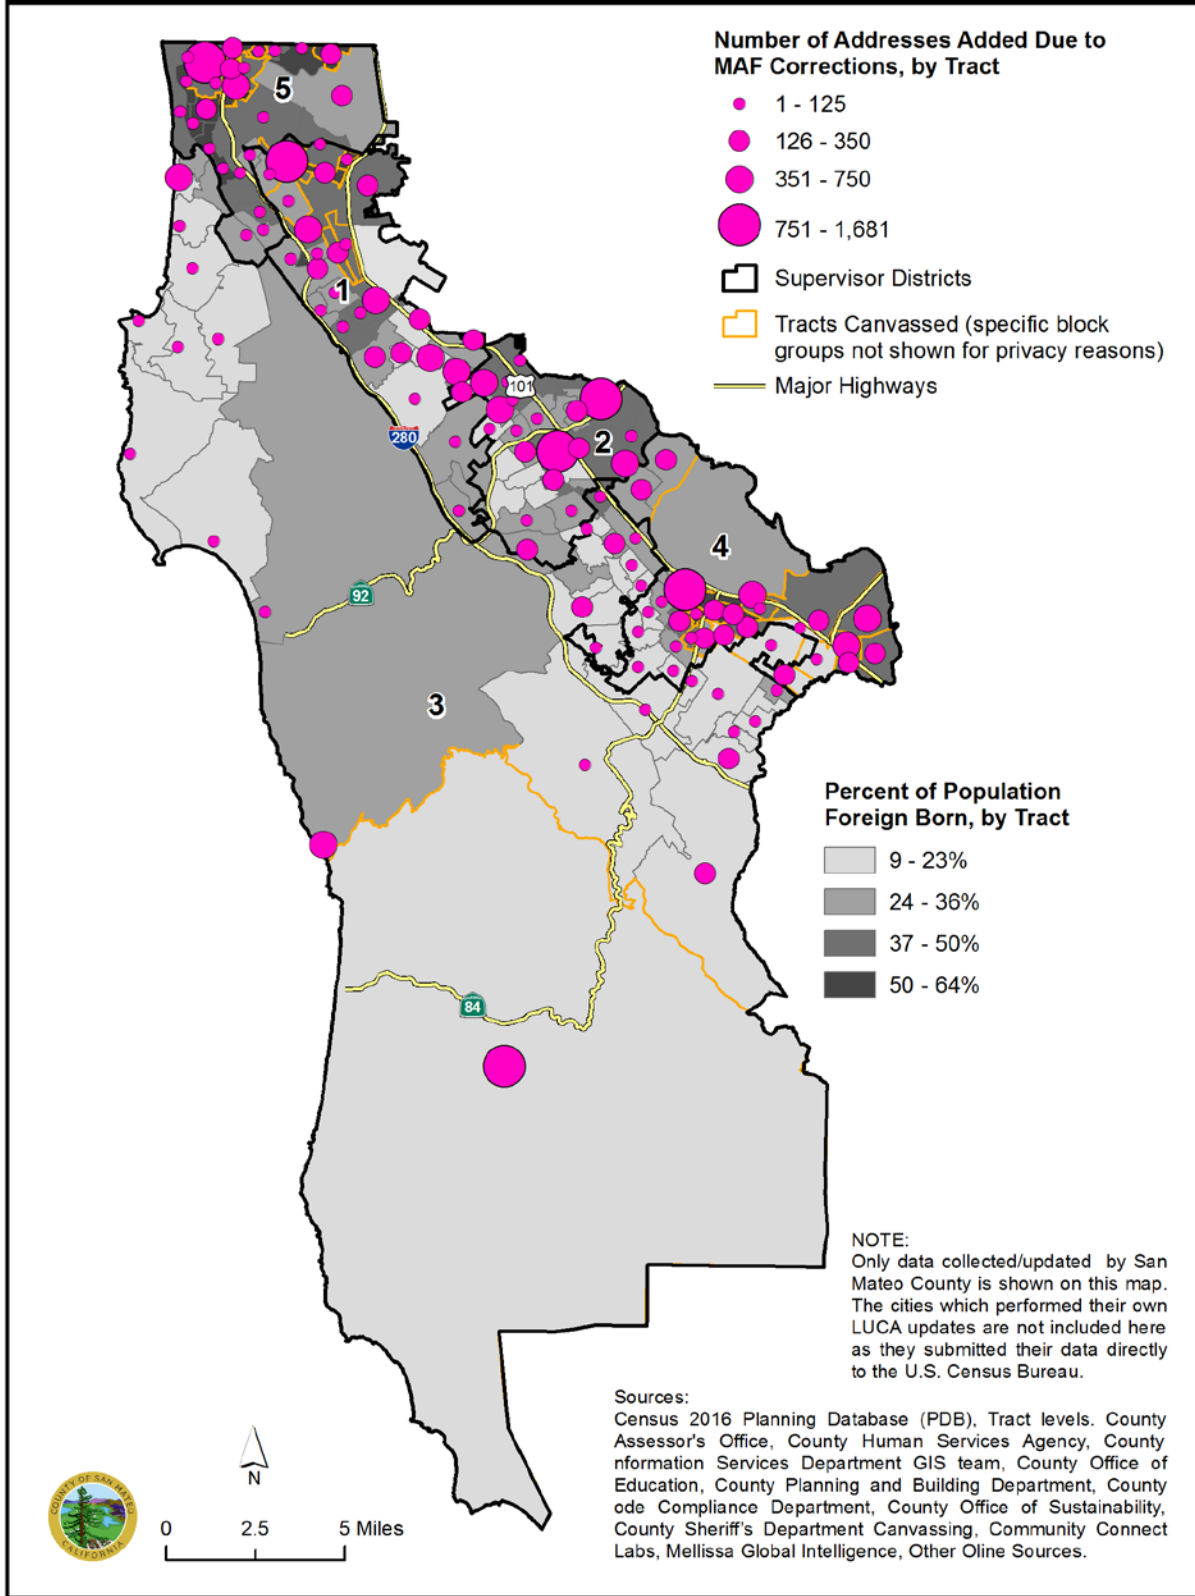 Number of Addresses Added Due to
MAF Corrections, by Tract
1 - 125
126 - 350
351 - 750
751 - 1,681
Supervisor Districts
Tracts Canvassed (specific block
groups not shown for privacy reasons)
Major Highways
5
1
101
280
2
4
92
3
84
Percent of Population
Foreign Born, by Tract
9 - 23%
24 - 36%
37 - 50%
50 - 64%
NOTE:
Only data collected/updated by San
Mateo County is shown on this map.
The cities which performed their own
LUCA updates are not included here
as they submitted their data directly
to the U.S. Census Bureau.
Sources:
Census 2016 Planning Database (PDB), Tract levels. County
Assessor's Office, County Human Services Agency, County
nformation Services Department GIS team, County Office of
Education, County Planning and Building Department, County
ode Compliance Department, County Office of Sustainability,
County Sheriff's Department Canvassing, Community Connect
Labs, Mellissa Global Intelligence, Other Oline Sources.
N
0 2.5 5 Miles
COUNTY OF SAN MATEO
CALIFORNIA